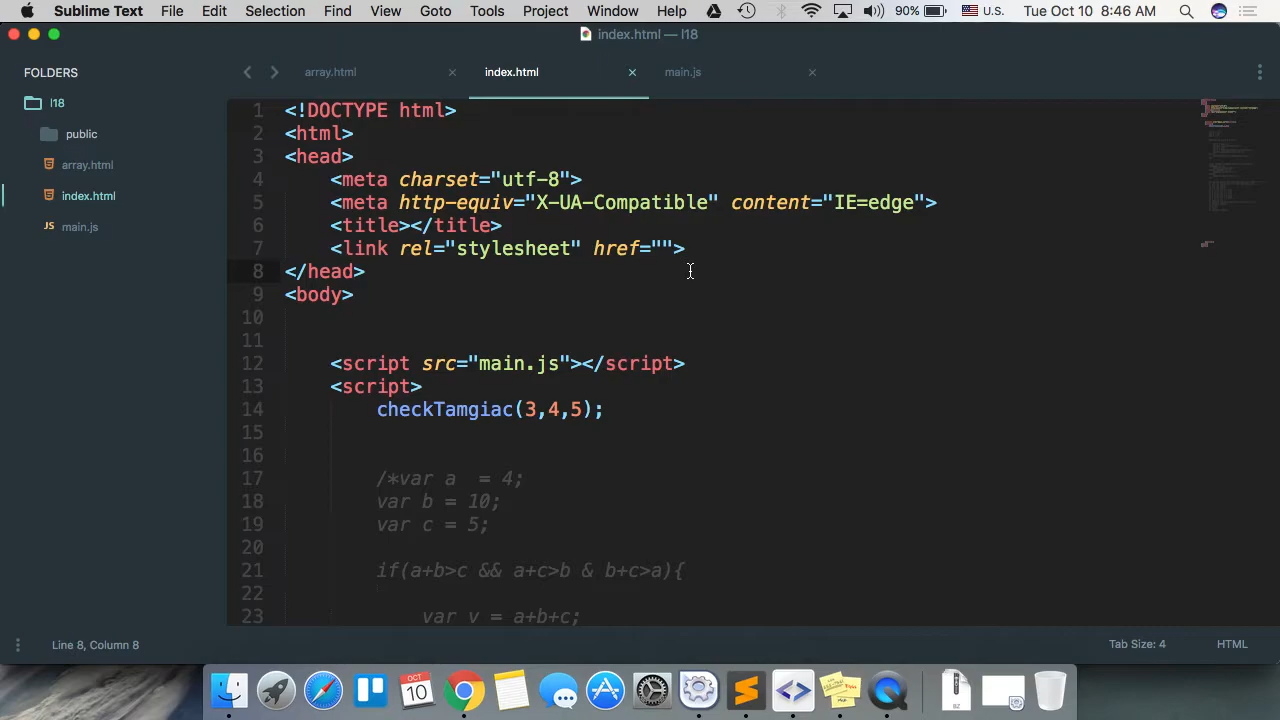 Sublime Text File Edit Selection Find View Goto Tools Project Window Help 90% U.S. Tue Oct 10 8:46 AM
index.html — l18
FOLDERS
l18
public
array.html
index.html
JS main.js
array.html index.html main.js
1 <!DOCTYPE html>
2 <html>
3 <head>
4 <meta charset="utf-8">
5 <meta http-equiv="X-UA-Compatible" content="IE=edge">
6 <title></title>
7 <link rel="stylesheet" href="">
8 </head>
9 <body>
10
11
12 <script src="main.js"></script>
13 <script>
14 checkTamgiac(3,4,5);
15
16
17 /*var a  = 4;
18 var b = 10;
19 var c = 5;
20
21 if(a+b>c && a+c>b & b+c>a){
22
23 var v = a+b+c;
Line 8, Column 8 Tab Size: 4 HTML
OCT
10